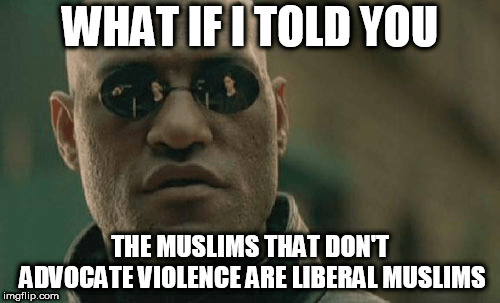 WHAT IF I TOLD YOU
THE MUSLIMS THAT DON'T
ADVOCATE VIOLENCE ARE LIBERAL MUSLIMS
imgflip.com